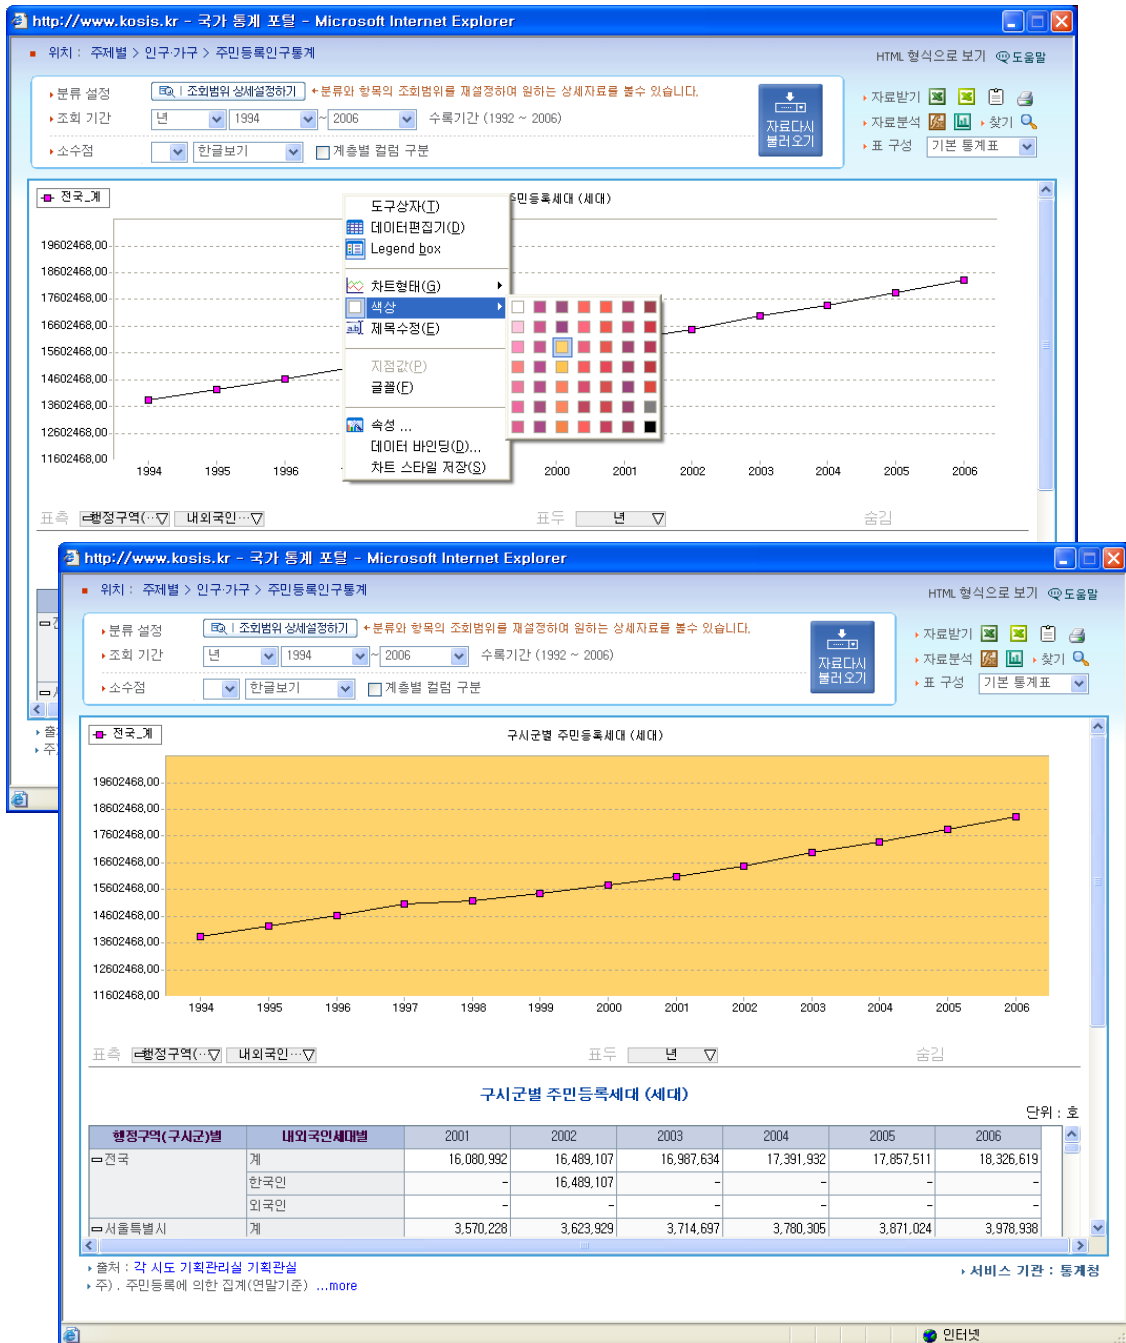 http://www.kosis.kr - 국가 통계 포털 - Microsoft Internet Explorer
위치 : 주제별 > 인구·가구 > 주민등록인구통계
HTML 형식으로 보기 도움말
분류 설정 조회범위 상세설정하기 분류와 항목의 조회범위를 재설정하여 원하는 상세자료를 볼수 있습니다.
조회 기간 년 1994 ~ 2006 수록기간 (1992 ~ 2006)
소수점 한글보기 계층별 컬럼 구분
자료다시
불러오기
자료받기
자료분석 찾기
표 구성 기본 통계표
전국_계
주민등록세대 (세대)
도구상자(T)
데이터편집기(D)
Legend box
차트형태(G)
색상
제목수정(E)
지점값(P)
글꼴(F)
속성 ...
데이터 바인딩(D)...
차트 스타일 저장(S)
19602468,00
18602468,00
17602468,00
16602468,00
15602468,00
14602468,00
13602468,00
12602468,00
11602468,00
1994 1995 1996 2000 2001 2002 2003 2004 2005 2006
표측 행정구역(··· 내외국인··· 표두 년 숨김
http://www.kosis.kr - 국가 통계 포털 - Microsoft Internet Explorer
위치 : 주제별 > 인구·가구 > 주민등록인구통계
HTML 형식으로 보기 도움말
분류 설정 조회범위 상세설정하기 분류와 항목의 조회범위를 재설정하여 원하는 상세자료를 볼수 있습니다.
조회 기간 년 1994 ~ 2006 수록기간 (1992 ~ 2006)
소수점 한글보기 계층별 컬럼 구분
자료다시
불러오기
자료받기
자료분석 찾기
표 구성 기본 통계표
전국_계
구시군별 주민등록세대 (세대)
19602468,00
18602468,00
17602468,00
16602468,00
15602468,00
14602468,00
13602468,00
12602468,00
11602468,00
1994 1995 1996 1997 1998 1999 2000 2001 2002 2003 2004 2005 2006
표측 행정구역(··· 내외국인··· 표두 년 숨김
구시군별 주민등록세대 (세대)
단위 : 호
행정구역(구시군)별 내외국인세대별 2001 2002 2003 2004 2005 2006
전국 계 16,080,992 16,489,107 16,987,634 17,391,932 17,857,511 18,326,619
한국인 - 16,489,107 - - - -
외국인 - - - - - -
서울특별시 계 3,570,228 3,623,929 3,714,697 3,780,305 3,871,024 3,978,938
출처 : 각 시도 기획관리실 기획관실
서비스 기관 : 통계청
주) . 주민등록에 의한 집계(연말기준) ...more
인터넷